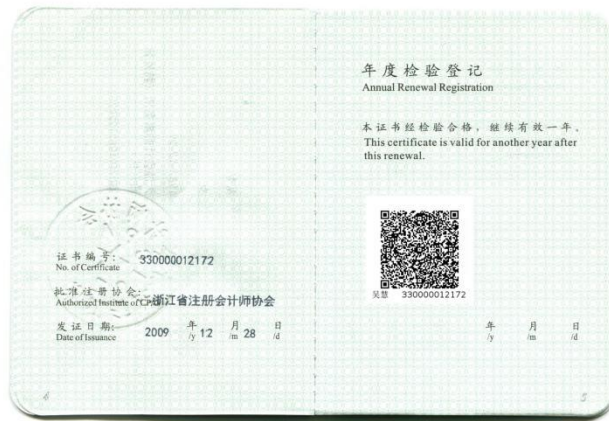 证书编号: 330000012172
No. of Certificate
批准注册协会: 浙江省注册会计师协会
Authorized Institute of CPAs
发证日期: 2009 年 12 月 28 日
Date of Issuance /y /m /d
6
年度检验登记
Annual Renewal Registration
本证书经检验合格，继续有效一年。
This certificate is valid for another year after
this renewal.
吴慧 330000012172
年 月 日
/y /m /d
5